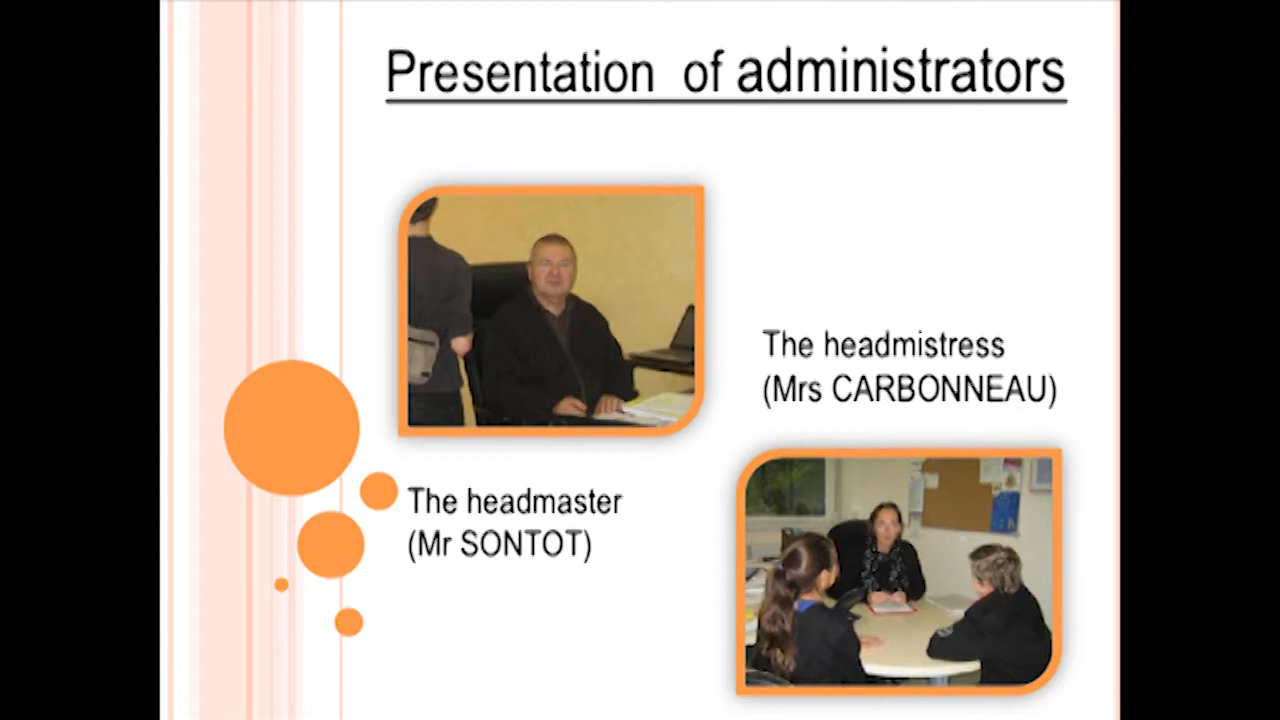 Presentation of administrators
The headmistress
(Mrs CARBONNEAU)
The headmaster
(Mr SONTOT)